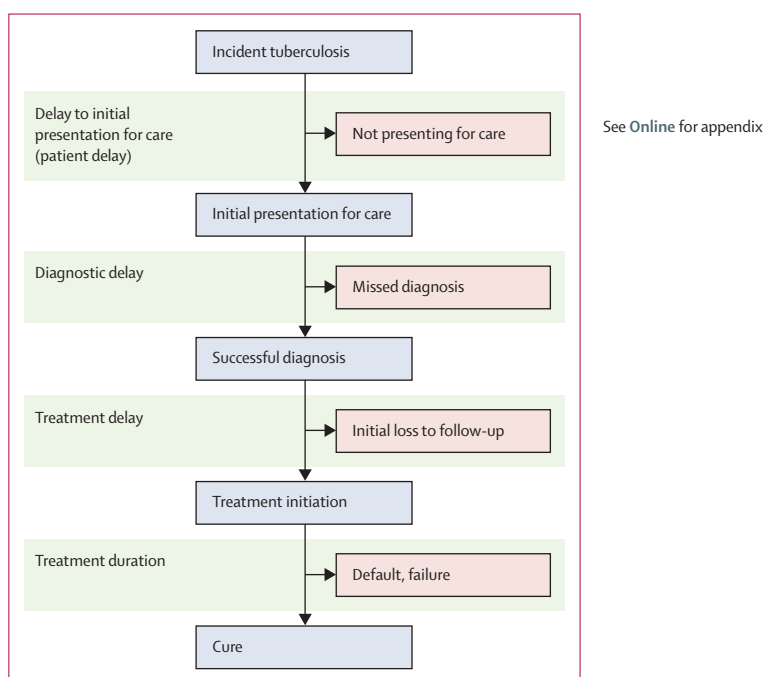 Incident tuberculosis
Delay to initial
presentation for care
(patient delay)
Not presenting for care
See Online for appendix
Initial presentation for care
Diagnostic delay
Missed diagnosis
Successful diagnosis
Treatment delay
Initial loss to follow-up
Treatment initiation
Treatment duration
Default, failure
Cure